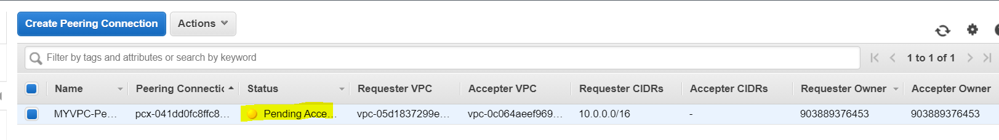 Create Peering Connection Actions
Filter by tags and attributes or search by keyword
1 to 1 of 1
Name Peering Connectic Status Requester VPC Accepter VPC Requester CIDRs Accepter CIDRs Requester Owner Accepter Owner
MYVPC-Pe... pcx-041dd0fc8ffc8... Pending Acce... vpc-05d1837299e... vpc-0c064aeef969... 10.0.0.0/16 - 903889376453 903889376453